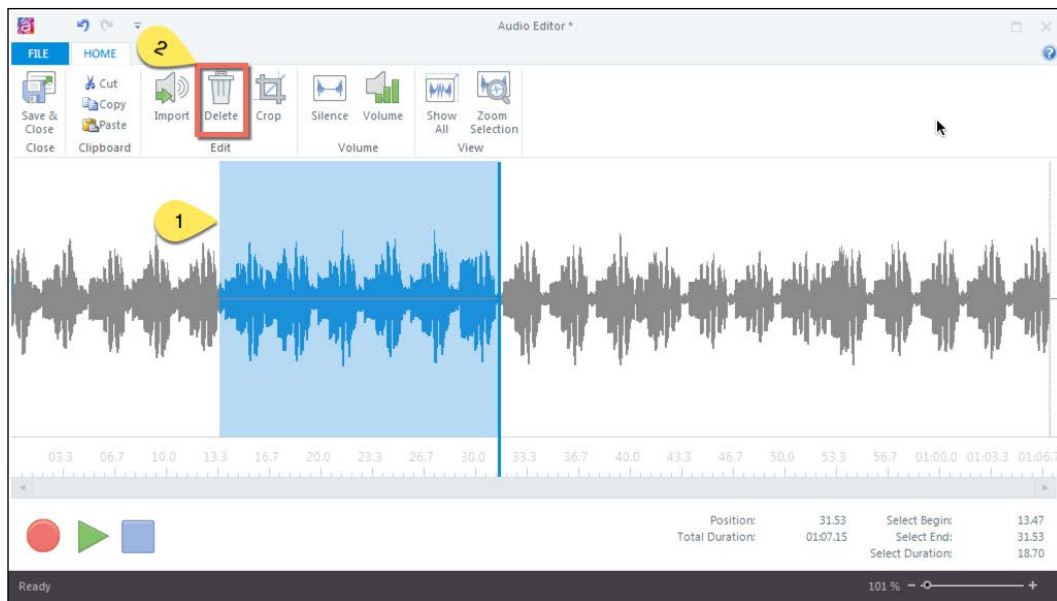 Audio Editor *
FILE HOME
2
Save & Close
Cut
Copy
Paste
Import
Delete
Crop
Silence
Volume
Show All
Zoom Selection
Close Clipboard Edit Volume View
1
03.3 06.7 10.0 13.3 16.7 20.0 23.3 26.7 30.0 33.3 36.7 40.0 43.3 46.7 50.0 53.3 56.7 01:00.0 01:03.3 01:06.7
Position: 31.53 Select Begin: 13.47
Total Duration: 01:07.15 Select End: 31.53
Select Duration: 18.70
Ready 101 %